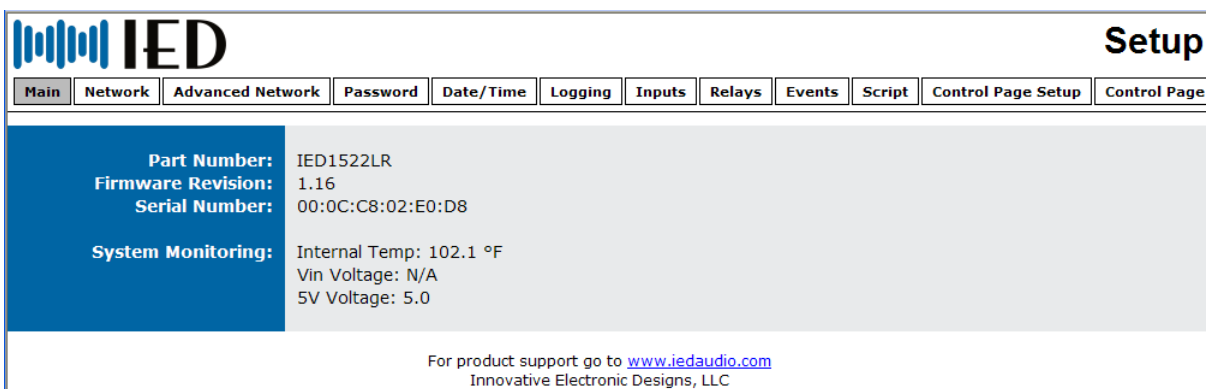 IED
Setup
Main Network Advanced Network Password Date/Time Logging Inputs Relays Events Script Control Page Setup Control Page
Part Number: IED1522LR
Firmware Revision: 1.16
Serial Number: 00:0C:C8:02:E0:D8
System Monitoring: Internal Temp: 102.1 °F
Vin Voltage: N/A
5V Voltage: 5.0
For product support go to www.iedaudio.com
Innovative Electronic Designs, LLC